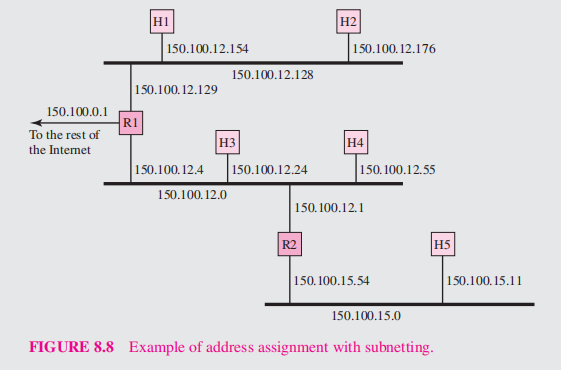 H1
H2
150.100.12.154
150.100.12.176
150.100.12.128
150.100.12.129
150.100.0.1
R1
To the rest of
the Internet
H3
H4
150.100.12.4
150.100.12.24
150.100.12.55
150.100.12.0
150.100.12.1
R2
H5
150.100.15.54
150.100.15.11
150.100.15.0
FIGURE 8.8 Example of address assignment with subnetting.